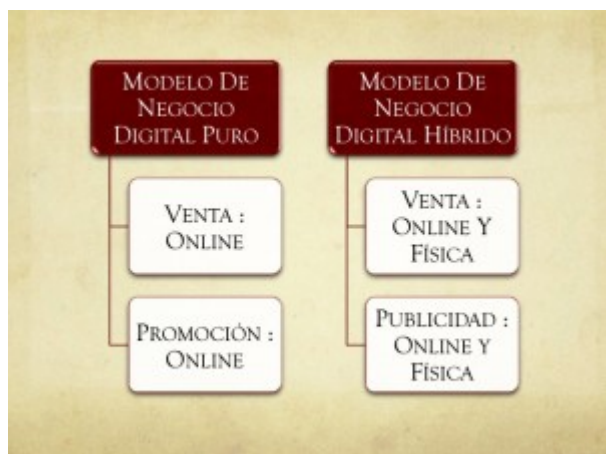 Modelo De
Negocio
Digital Puro
Venta :
Online
Promoción :
Online
Modelo De
Negocio
Digital Híbrido
Venta :
Online Y
Física
Publicidad :
Online y
Física